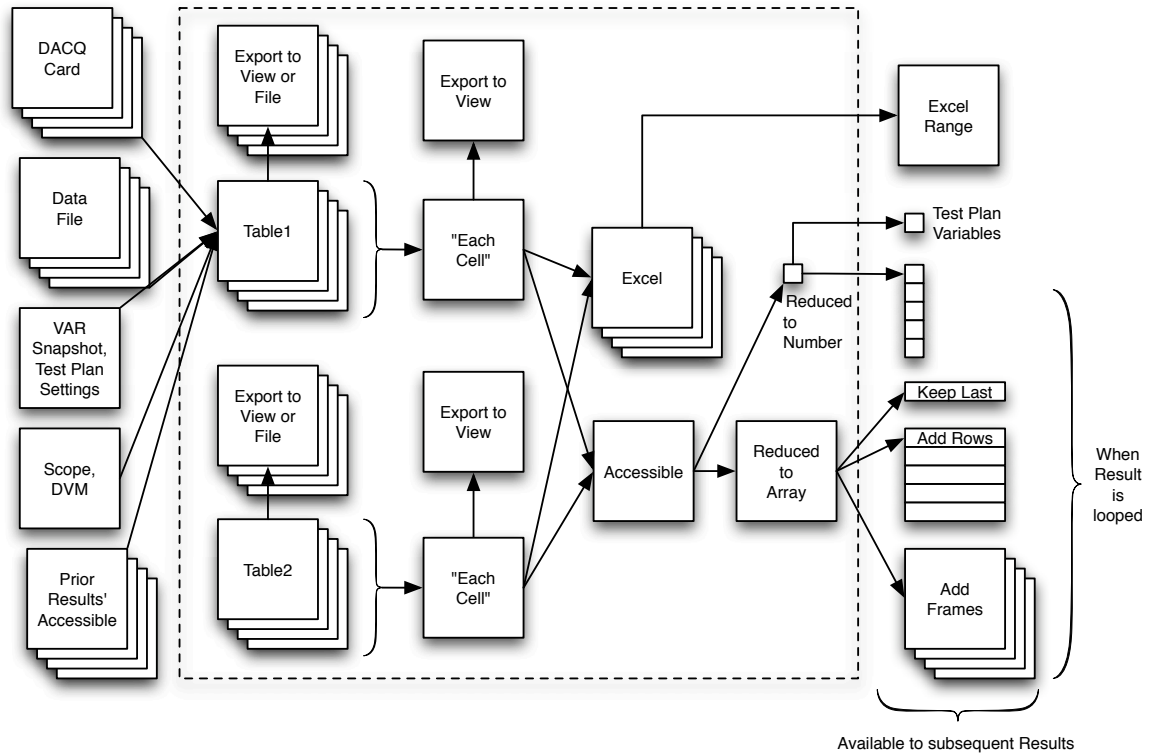 DACQ
Card
Data
File
VAR
Snapshot,
Test Plan
Settings
Scope,
DVM
Prior
Results'
Accessible
Export to
View or
File
Table1
Export to
View or
File
Table2
Export to
View
"Each
Cell"
Export to
View
"Each
Cell"
Excel
Accessible
Reduced
to
Number
Reduced
to
Array
Excel
Range
Test Plan
Variables
Keep Last
Add Rows
Add
Frames
When
Result
is
looped
Available to subsequent Results